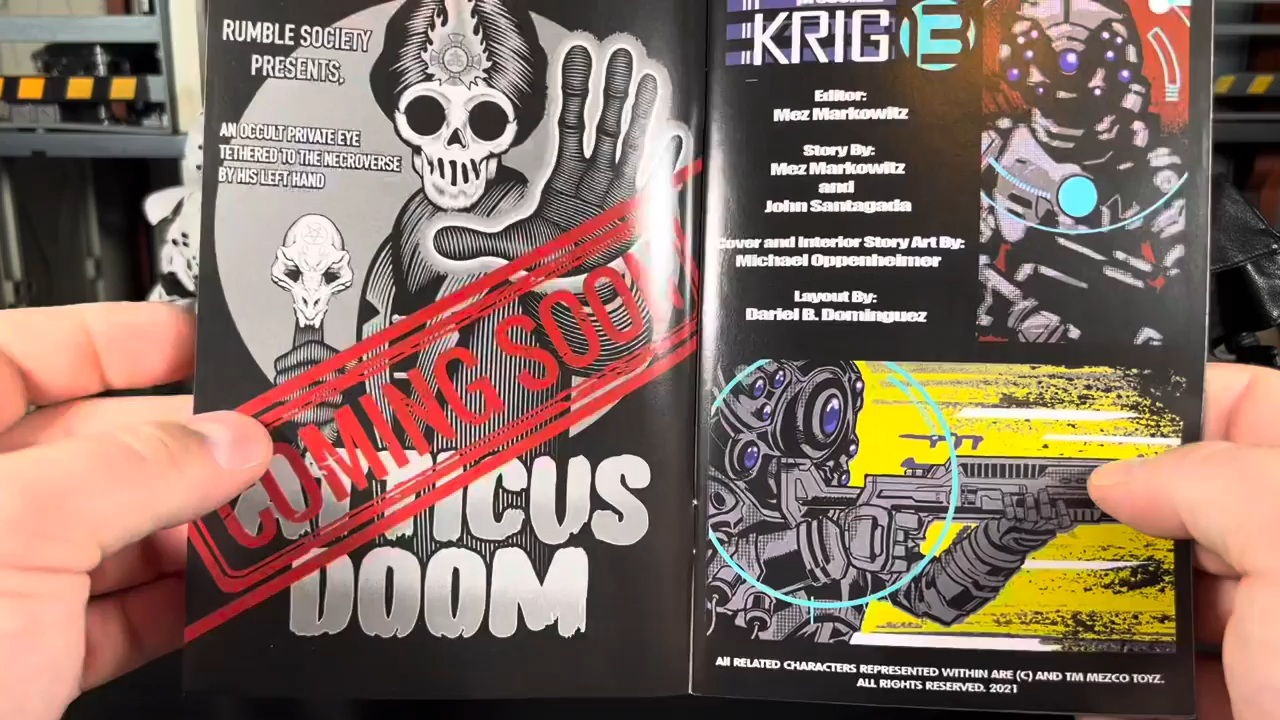 RUMBLE SOCIETY
PRESENTS,
AN OCCULT PRIVATE EYE
TETHERED TO THE NECROVERSE
BY HIS LEFT HAND
COMING SOON
ATTICUS
DOOM
KRIG
Editor:
Mez Markowitz
Story By:
Mez Markowitz
and
John Santagada
Cover and Interior Story Art By:
Michael Oppenheimer
Layout By:
Dariel B. Dominguez
All RELATED CHARACTERS REPRESENTED WITHIN ARE (C) AND TM MEZCO TOYZ.
ALL RIGHTS RESERVED. 2021